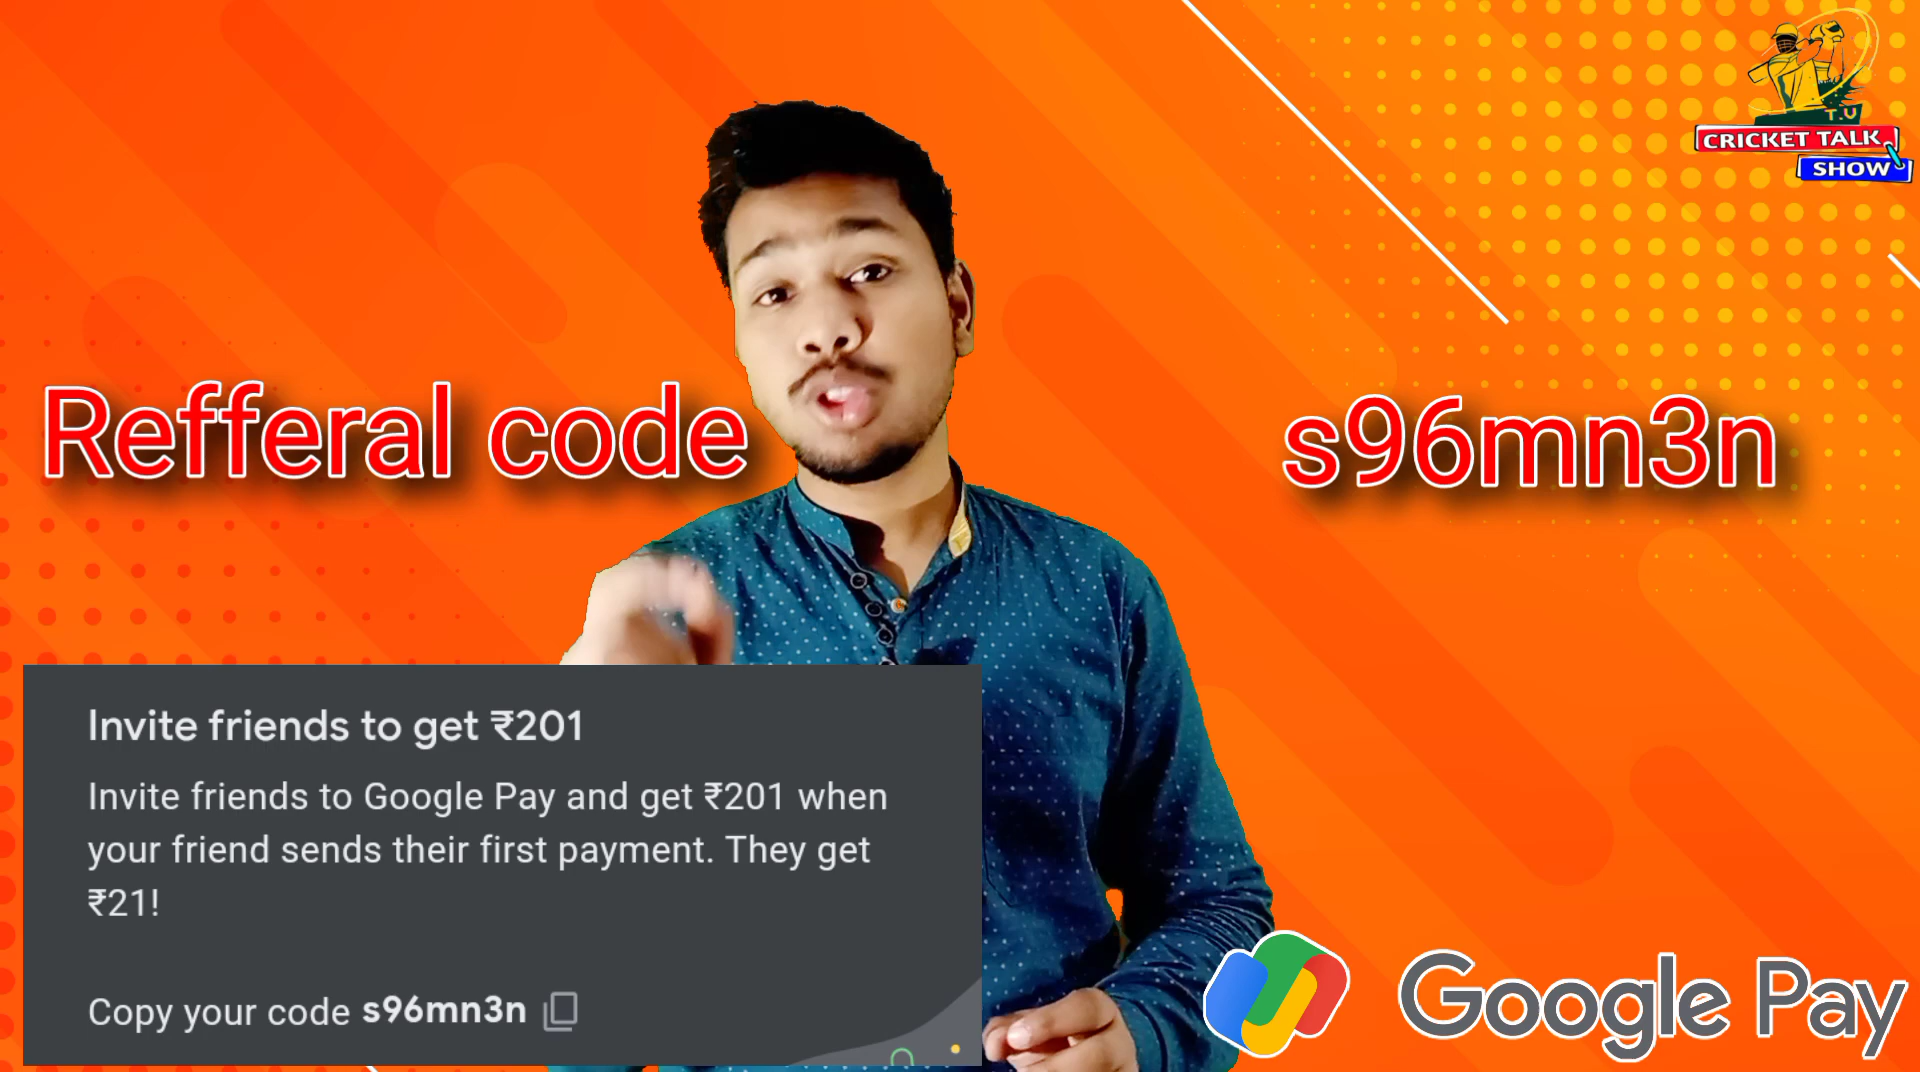 T.V
CRICKET TALK
SHOW
Refferal code
s96mn3n
Invite friends to get ₹201
Invite friends to Google Pay and get ₹201 when
your friend sends their first payment. They get
₹21!
Copy your code s96mn3n
Google Pay